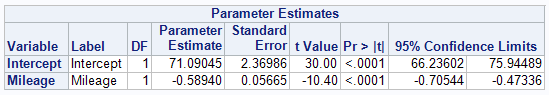 Parameter Estimates
Variable Label DF Parameter Estimate Standard Error t Value Pr > |t| 95% Confidence Limits
Intercept Intercept 1 71.09045 2.36986 30.00 <.0001 66.23602 75.94489
Mileage Mileage 1 -0.58940 0.05665 -10.40 <.0001 -0.70544 -0.47336